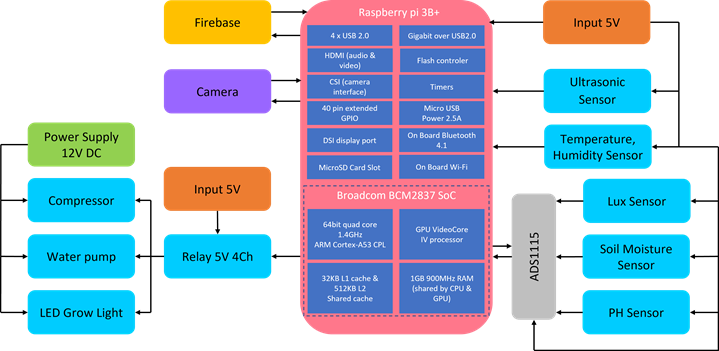 Raspberry pi 3B+
Firebase
Camera
4 x USB 2.0
Gigabit over USB2.0
HDMI (audio &
video)
Flash controler
CSI (camera
interface)
Timers
40 pin extended
GPIO
Micro USB
Power 2.5A
DSI display port
On Board Bluetooth
4.1
MicroSD Card Slot
On Board Wi-Fi
Broadcom BCM2837 SoC
64bit quad core
1.4GHz
ARM Cortex-A53 CPL
GPU VideoCore
IV processor
32KB L1 cache &
512KB L2
Shared cache
1GB 900MHz RAM
(shared by CPU &
GPU)
Power Supply
12V DC
Compressor
Water pump
LED Grow Light
Input 5V
Relay 5V 4Ch
Input 5V
Ultrasonic
Sensor
Temperature,
Humidity Sensor
ADS1115
Lux Sensor
Soil Moisture
Sensor
PH Sensor